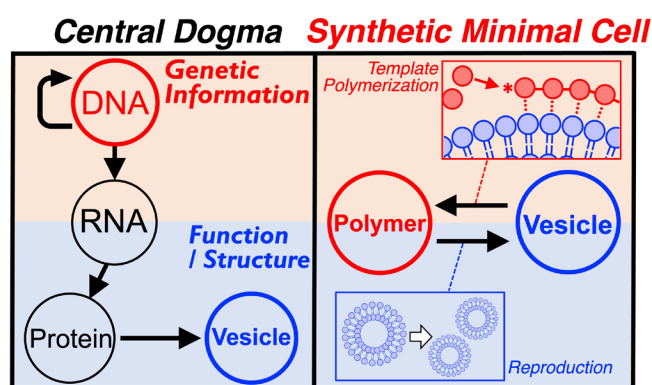 Central Dogma
Synthetic Minimal Cell
DNA
Genetic
Information
RNA
Function
/ Structure
Protein
Vesicle
Template
Polymerization
*
Polymer
Vesicle
Reproduction